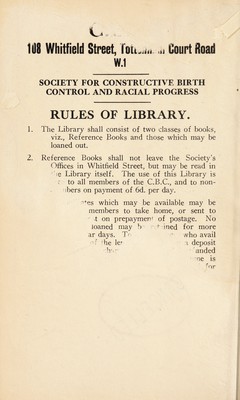 108 Whitfield Street, Court Road
W.1
SOCIETY FOR CONSTRUCTIVE BIRTH
CONTROL AND RACIAL PROGRESS
RULES OF LIBRARY.
1. The Library shall consist of two classes of books,
viz., Reference Books and those which may be
loaned out.
2. Reference Books shall not leave the Society's
Offices in Whitfield Street, but may be read in
Library itself. The use of this Library is
to all members of the C.B.C., and to non-
on payment of 6d. per day.
which may be available may be
members to take home, or sent to
on prepayment of postage. No
loaned may be for more
days. who avail
deposit
is
for